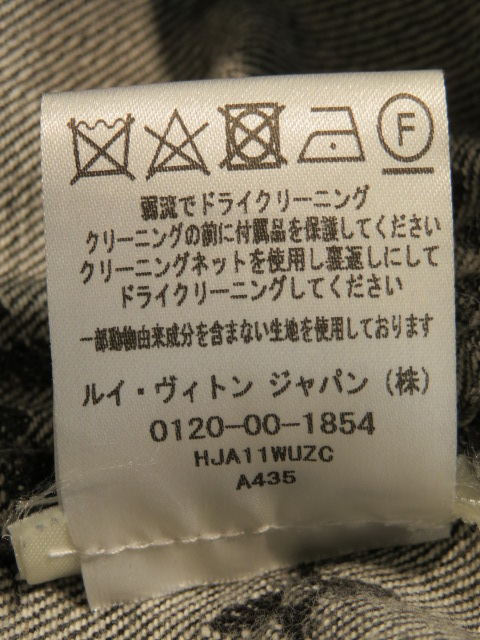 F
弱流でドライクリーニング
クリーニングの前に付属品を保護してください
クリーニングネットを使用し裏返しにして
ドライクリーニングしてください
一部動物由来成分を含まない生地を使用しております
ルイ・ヴィトン ジャパン (株)
0120-00-1854
HJA11WUZC
A435